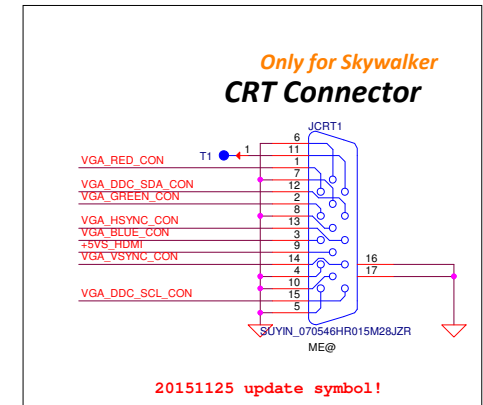 Only for Skywalker
CRT Connector
JCRT1
6
T1 1 11
VGA_RED_CON 1
7
VGA_DDC_SDA_CON 12
VGA_GREEN_CON 2
8
VGA_HSYNC_CON 13
VGA_BLUE_CON 3
+5VS_HDMI 9
VGA_VSYNC_CON 14 16
4 17
10
VGA_DDC_SCL_CON 15
5
SUYIN_070546HR015M28JZR
ME@
20151125 update symbol!